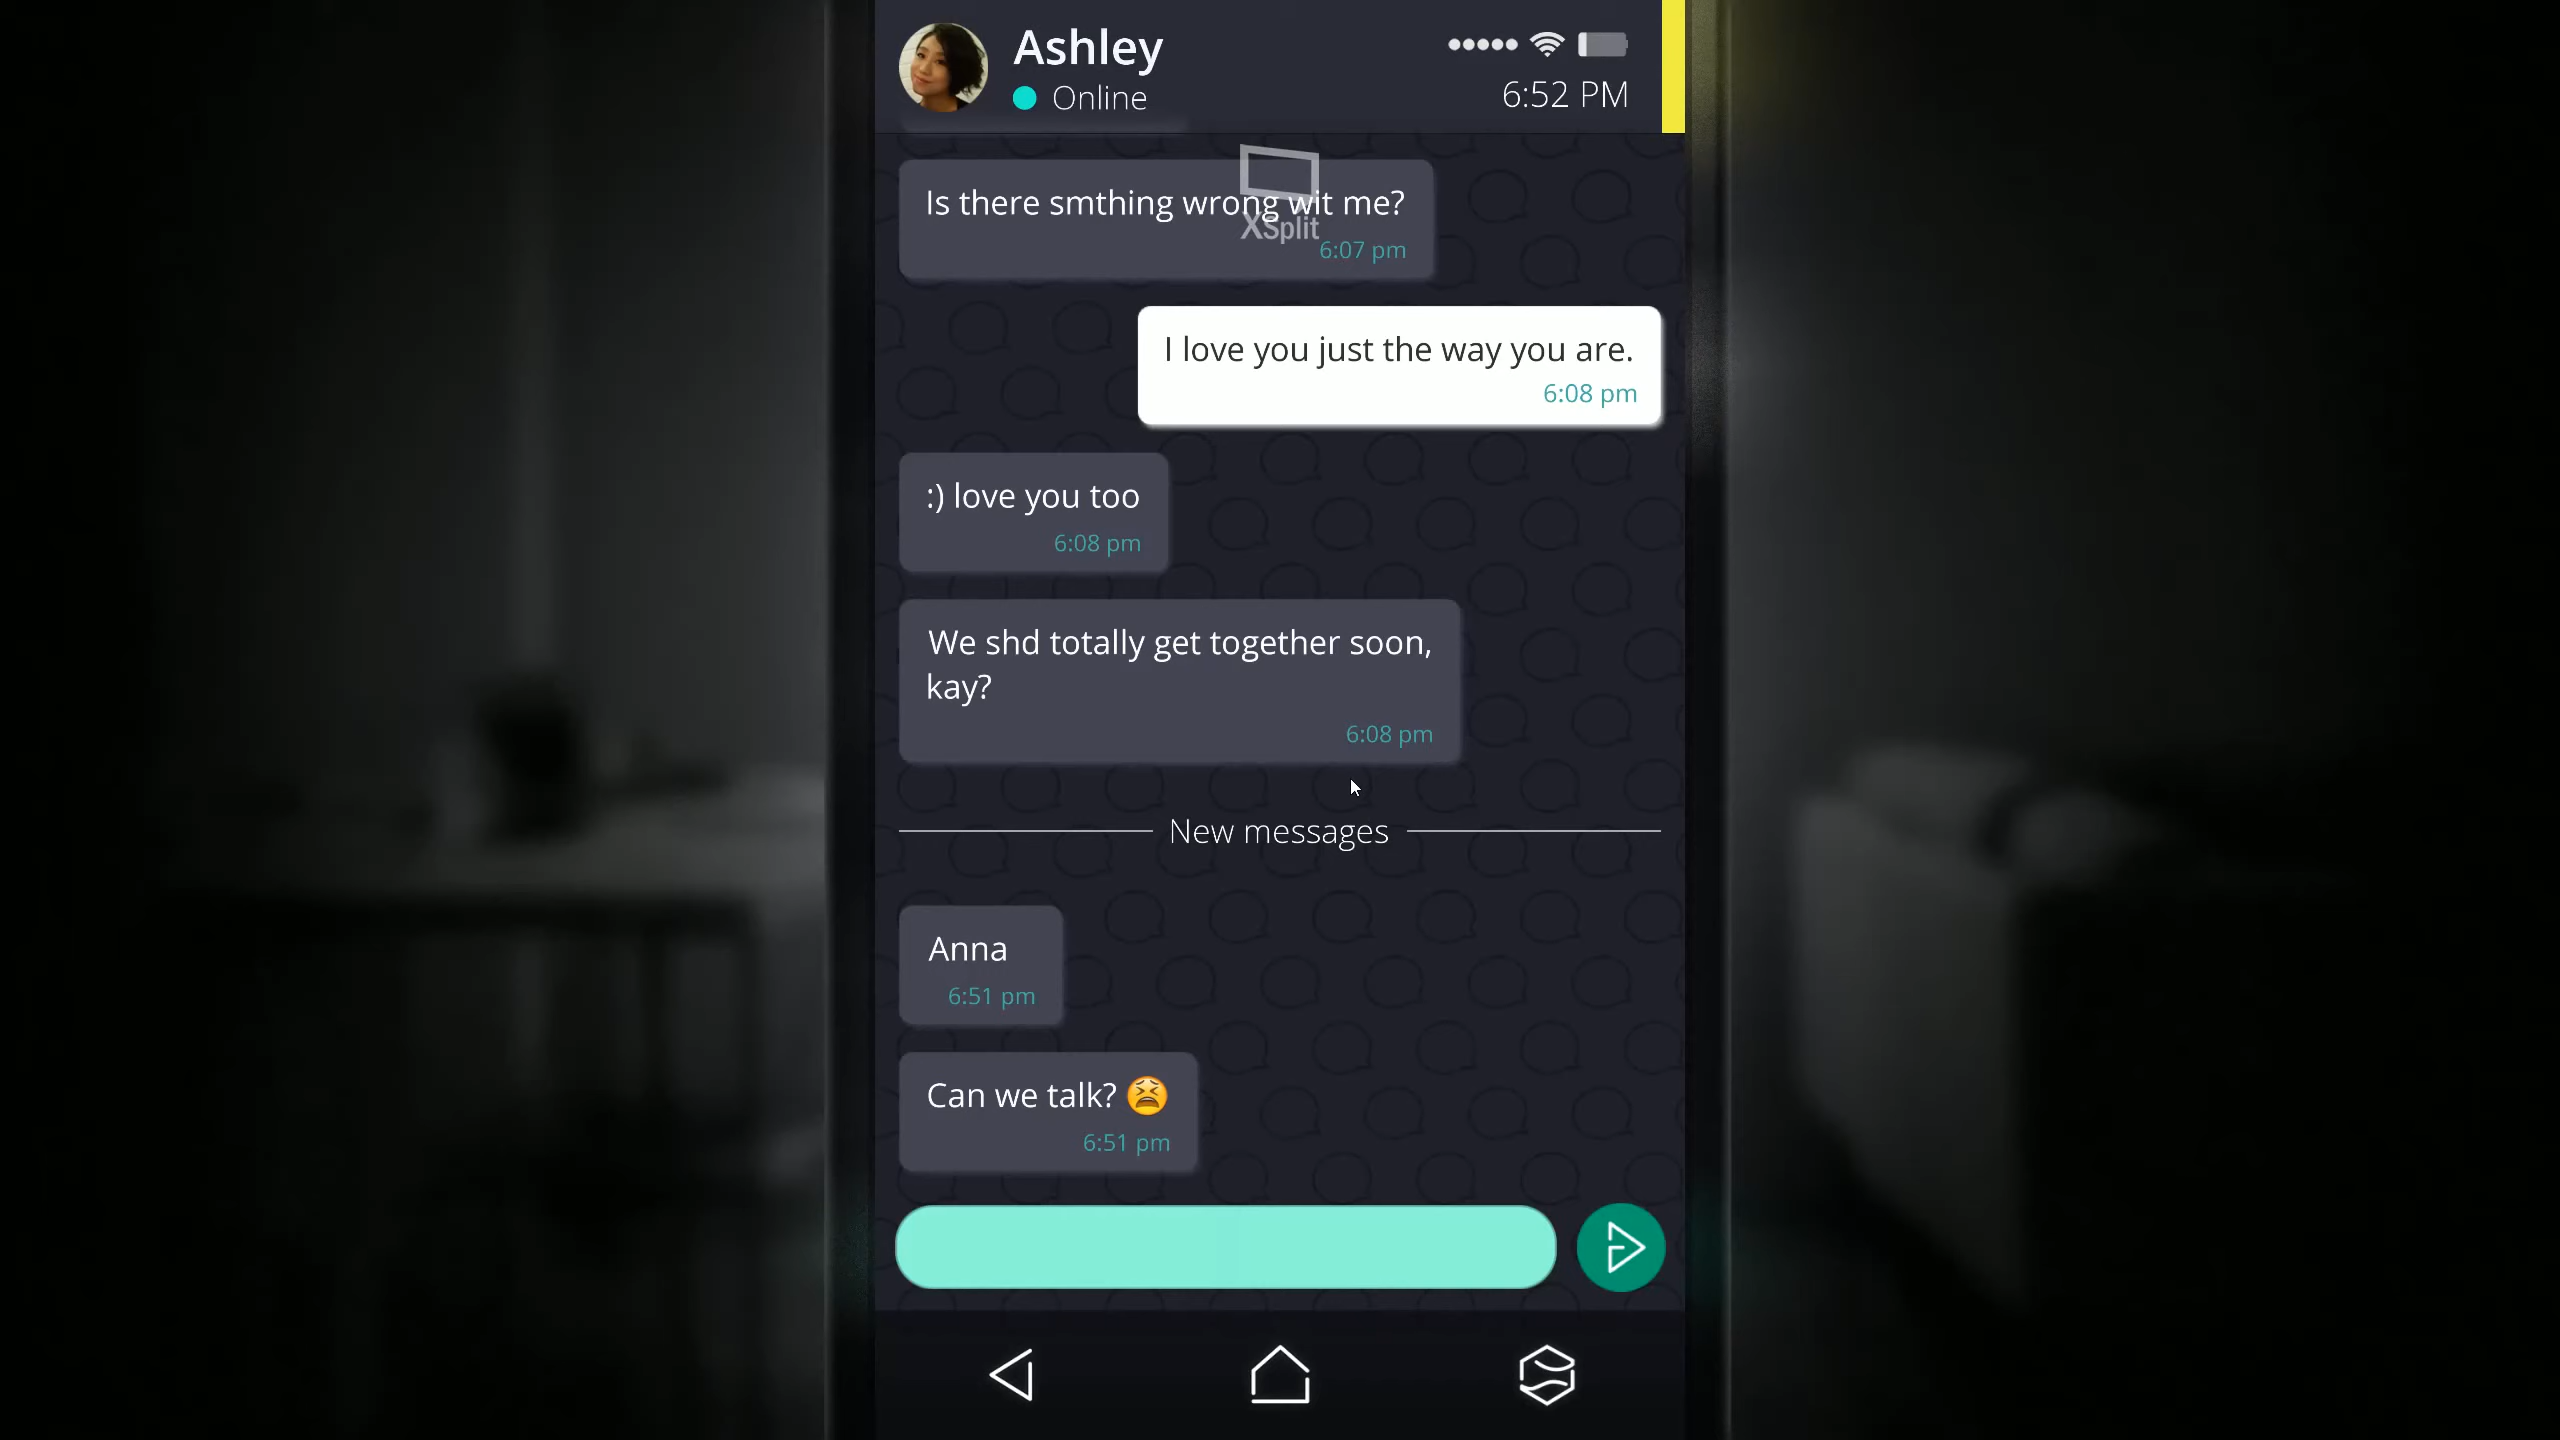 Ashley
Online
6:52 PM
Is there smthing wrong wit me?
XSplit
6:07 pm
I love you just the way you are.
6:08 pm
:) love you too
6:08 pm
We shd totally get together soon,
kay?
6:08 pm
New messages
Anna
6:51 pm
Can we talk? 😫
6:51 pm